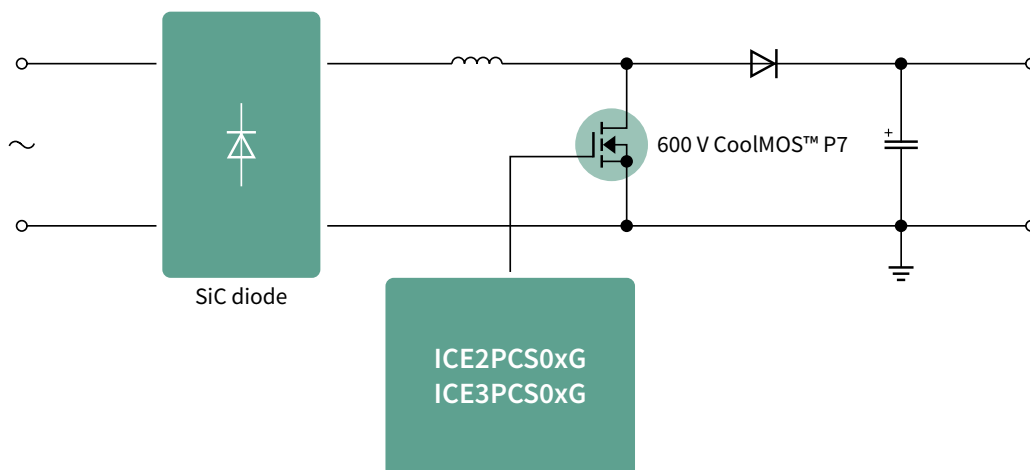 600 V CoolMOS™ P7
+
SiC diode
ICE2PCS0xG
ICE3PCS0xG